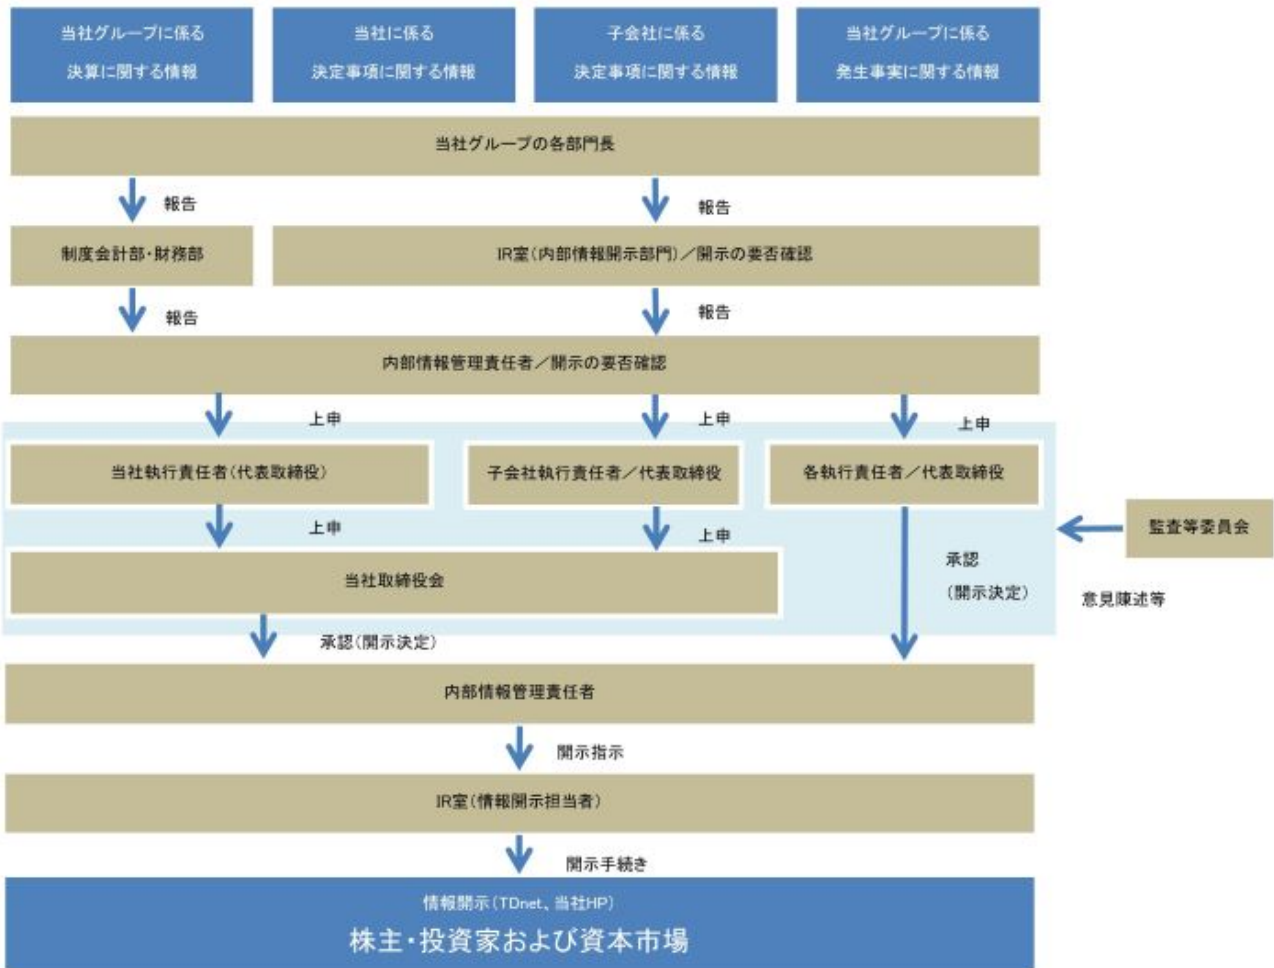 当社グループに係る
決算に関する情報
当社に係る
決定事項に関する情報
子会社に係る
決定事項に関する情報
当社グループに係る
発生事実に関する情報
当社グループの各部門長
報告
報告
制度会計部・財務部
IR室(内部情報開示部門)／開示の要否確認
報告
報告
内部情報管理責任者／開示の要否確認
上申
上申
上申
当社執行責任者(代表取締役)
子会社執行責任者／代表取締役
各執行責任者／代表取締役
上申
上申
承認
(開示決定)
監査等委員会
意見陳述等
当社取締役会
承認(開示決定)
内部情報管理責任者
開示指示
IR室(情報開示担当者)
開示手続き
情報開示(TDnet、当社HP)
株主・投資家および資本市場